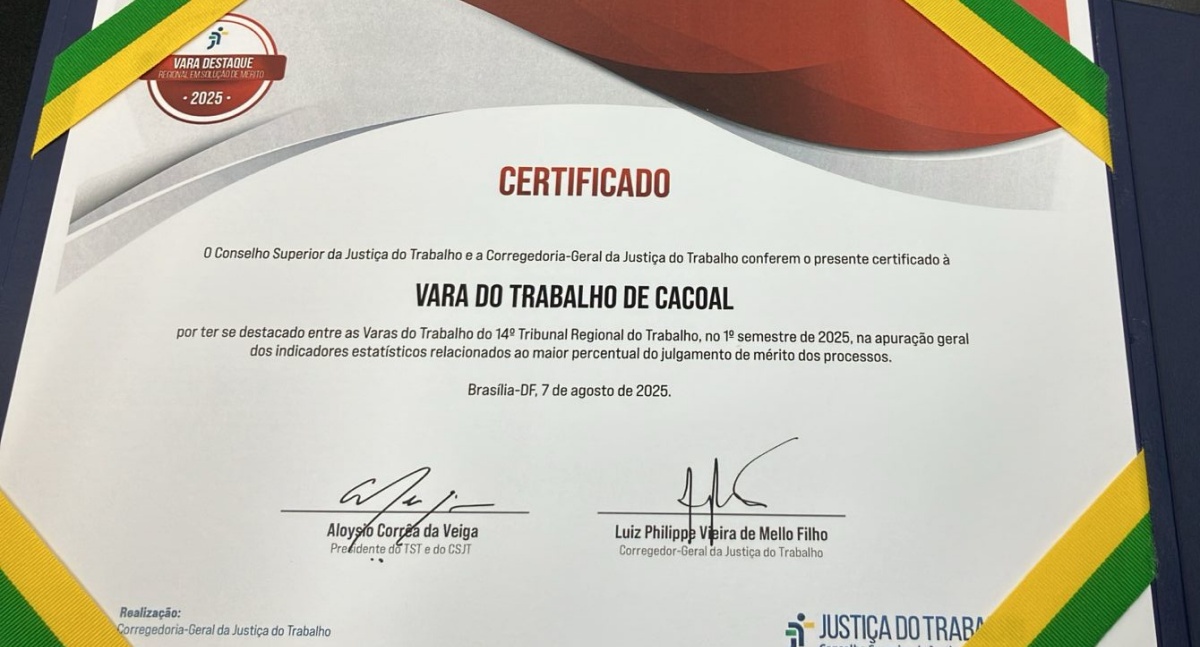 VARA DESTAQUE
REGIONAL EM SOLUÇÃO DE MÉRITO
• 2025 •
CERTIFICADO
O Conselho Superior da Justiça do Trabalho e a Corregedoria-Geral da Justiça do Trabalho conferem o presente certificado à
VARA DO TRABALHO DE CACOAL
por ter se destacado entre as Varas do Trabalho do 14º Tribunal Regional do Trabalho, no 1º semestre de 2025, na apuração geral
dos indicadores estatísticos relacionados ao maior percentual do julgamento de mérito dos processos.
Brasília-DF, 7 de agosto de 2025.
Aloysio Corrêa da Veiga
Presidente do TST e do CSJT
Luiz Philippe Vieira de Mello Filho
Corregedor-Geral da Justiça do Trabalho
Realização:
Corregedoria-Geral da Justiça do Trabalho
JUSTIÇA DO TRABA